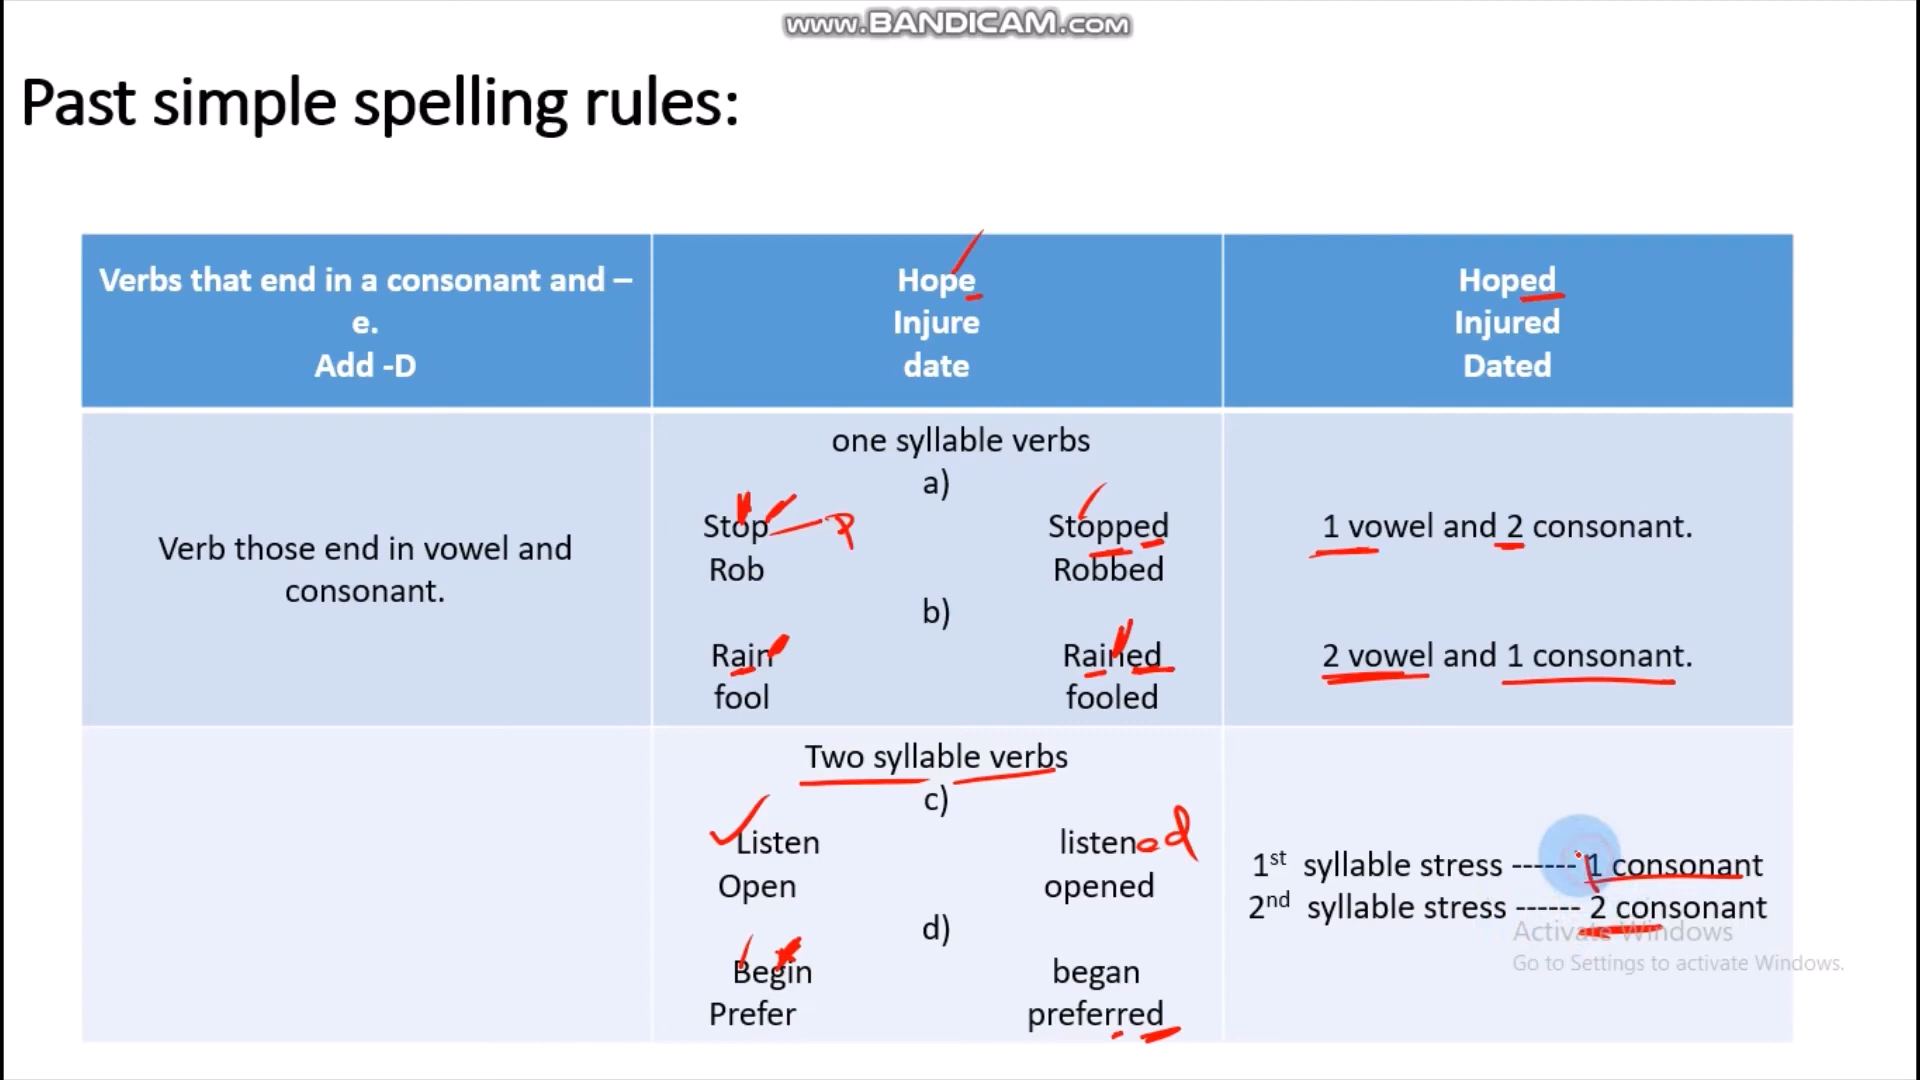 www.BANDICAM.com
Past simple spelling rules:
Verbs that end in a consonant and –
e.
Add -D
Hope
Injure
date
Hoped
Injured
Dated
Verb those end in vowel and
consonant.
one syllable verbs
a)
Stop P Stopped
Rob Robbed
b)
Rain Rained
fool fooled
1 vowel and 2 consonant.
2 vowel and 1 consonant.
Two syllable verbs
c)
Listen listened
Open opened
d)
Begin began
Prefer preferred
1st syllable stress ------ 1 consonant
2nd syllable stress ------ 2 consonant
Activate Windows
Go to Settings to activate Windows.